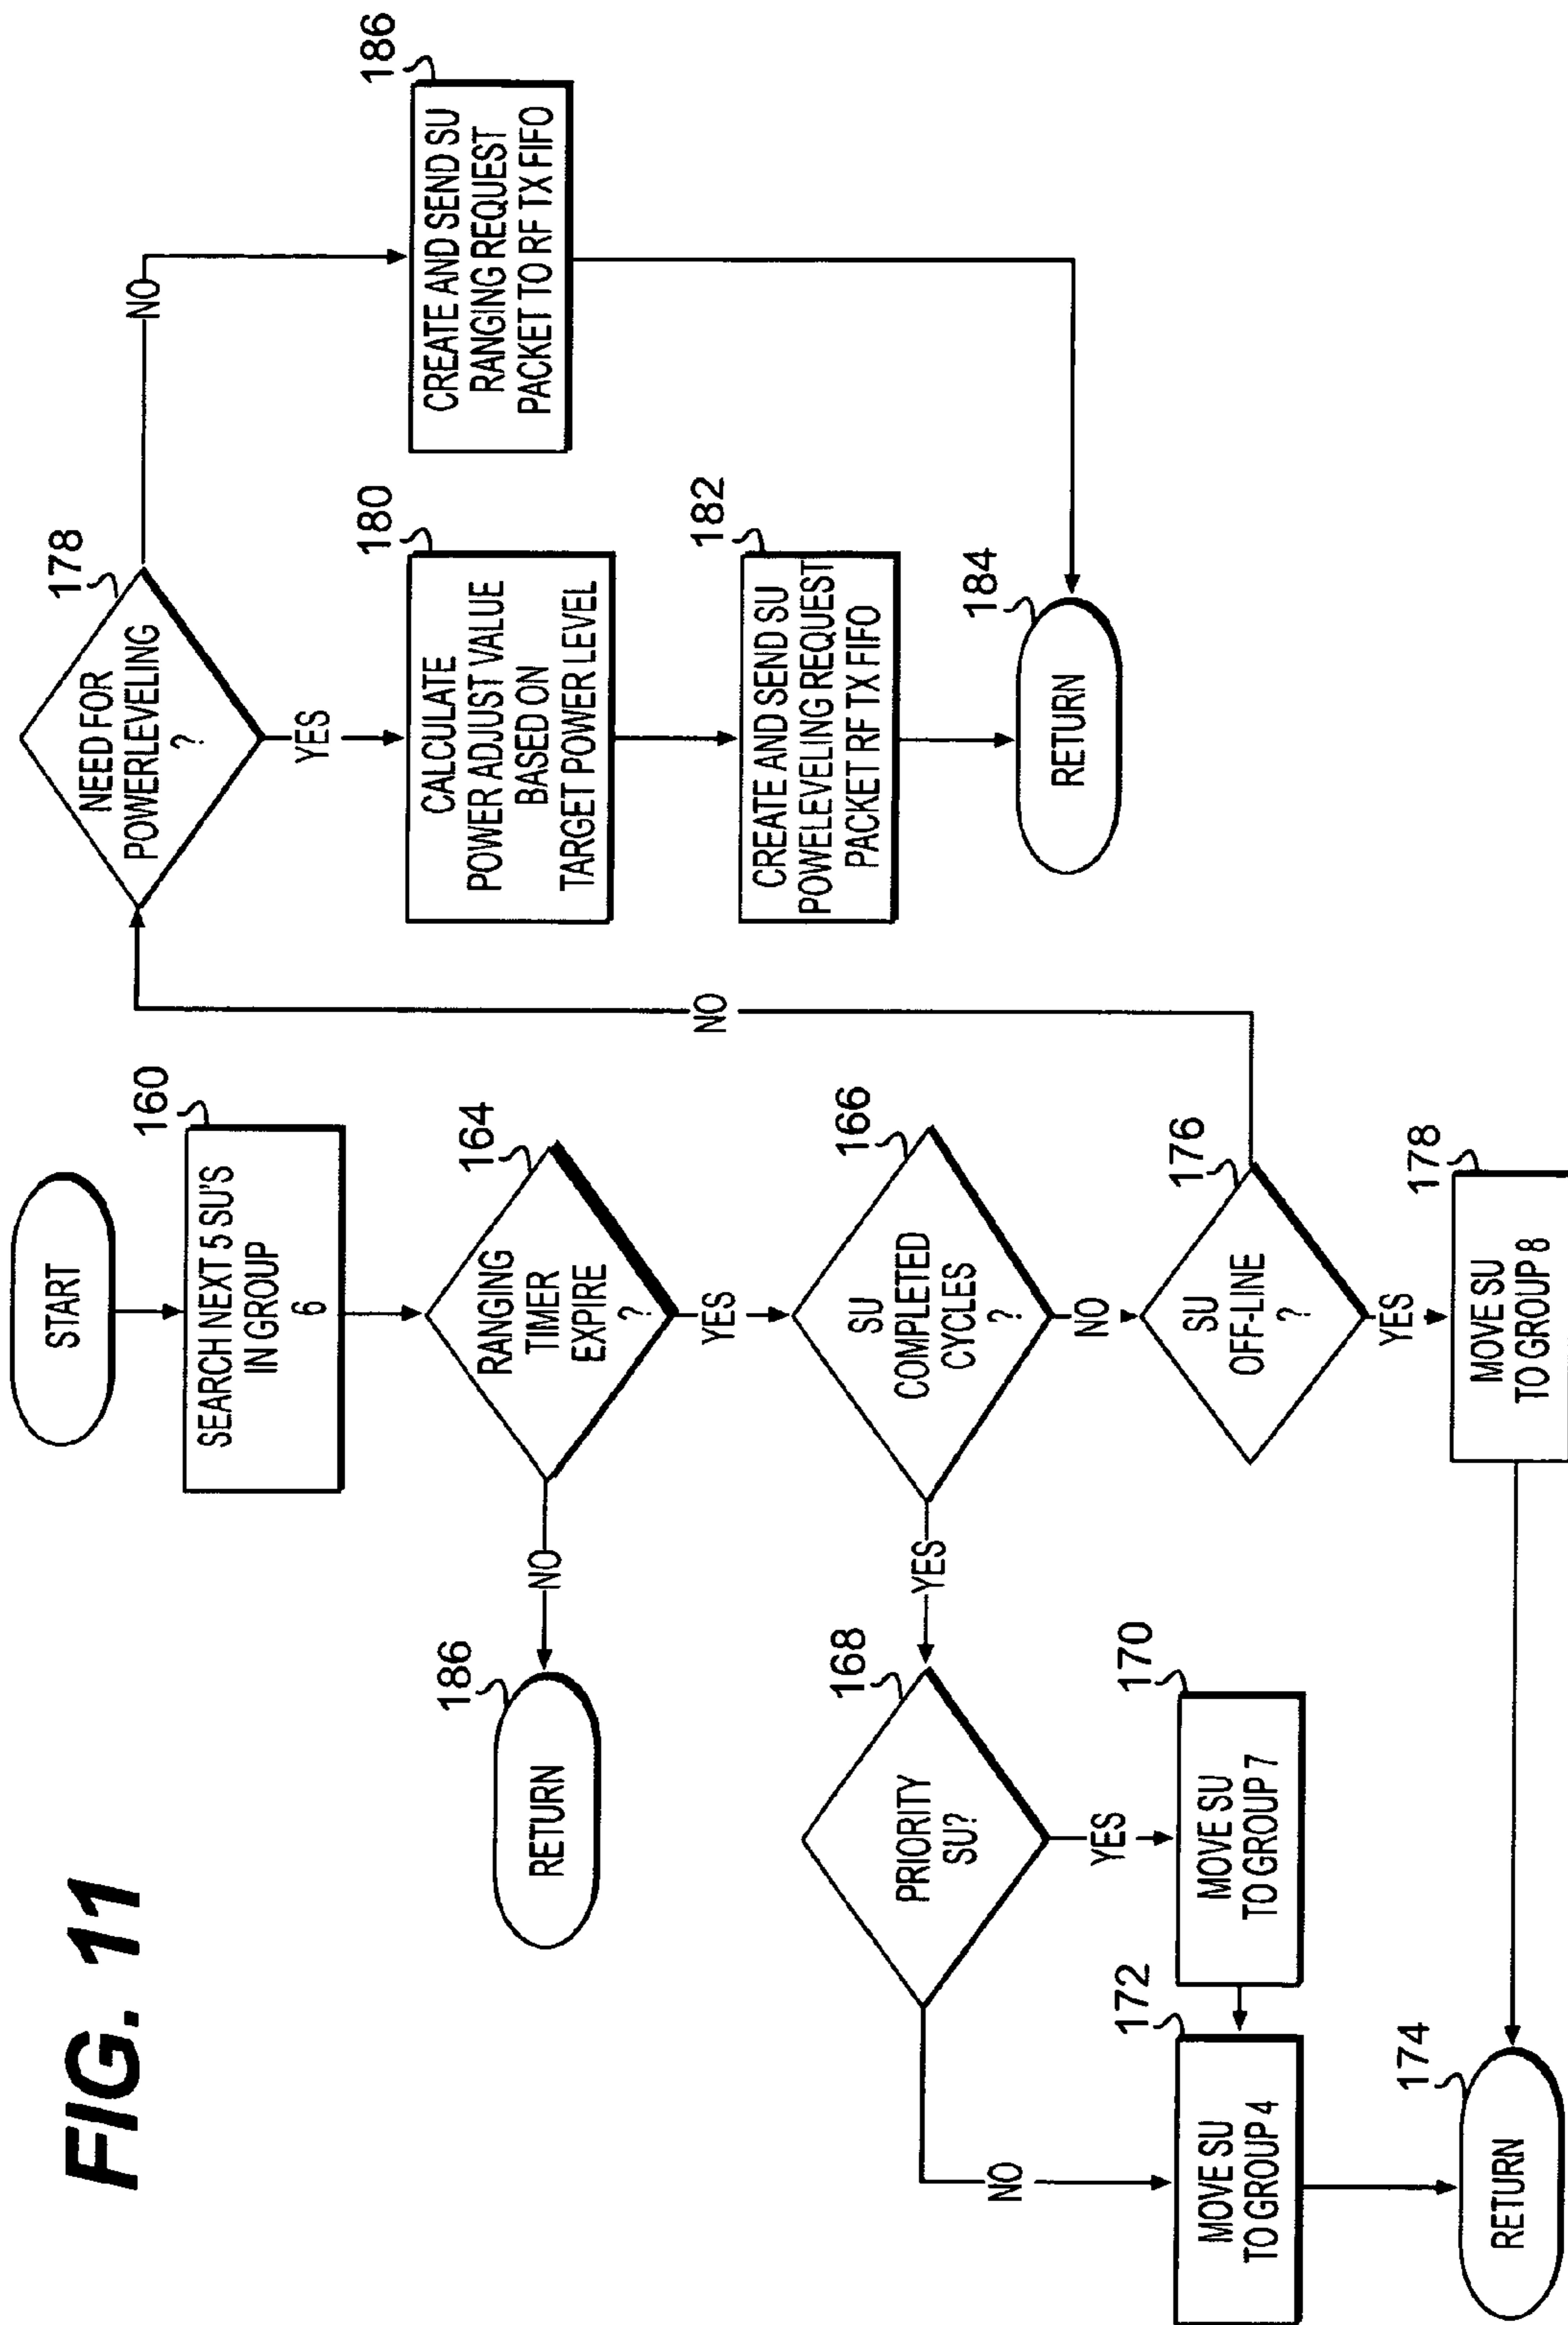 FIG. 11
START
160
SEARCH NEXT 5 SU'S
IN GROUP
6
164
RANGING
TIMER
EXPIRE
?
NO
186
RETURN
YES
166
SU
COMPLETED
CYCLES
?
YES
168
PRIORITY
SU?
YES
170
MOVE SU
TO GROUP 7
NO
172
MOVE SU
TO GROUP 4
174
RETURN
NO
176
SU
OFF-LINE
?
YES
178
MOVE SU
TO GROUP 8
NO
178
NEED FOR
POWERLEVELING
?
YES
180
CALCULATE
POWER ADJUST VALUE
BASED ON
TARGET POWER LEVEL
182
CREATE AND SEND SU
POWELEVELING REQUEST
PACKET RF TX FIFO
184
RETURN
NO
186
CREATE AND SEND SU
RANGING REQUEST
PACKET TO RF TX FIFO